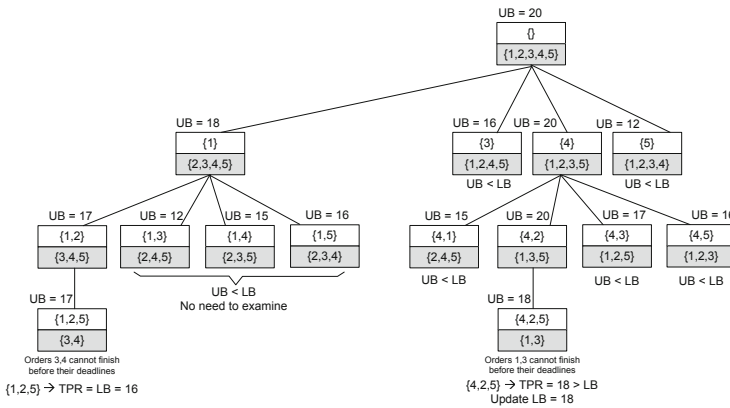 UB = 20
{}
{1,2,3,4,5}
UB = 18
UB = 16
UB = 20
UB = 12
{1}
{3}
{4}
{5}
{2,3,4,5}
{1,2,4,5}
{1,2,3,5}
{1,2,3,4}
UB < LB
UB < LB
UB = 17
UB = 12
UB = 15
UB = 16
UB = 15
UB = 20
UB = 17
UB = 16
{1,2}
{1,3}
{1,4}
{1,5}
{4,1}
{4,2}
{4,3}
{4,5}
{3,4,5}
{2,4,5}
{2,3,5}
{2,3,4}
{2,4,5}
{1,3,5}
{1,2,5}
{1,2,3}
UB < LB
UB < LB
UB < LB
UB < LB
No need to examine
UB = 17
UB = 18
{1,2,5}
{4,2,5}
{3,4}
{1,3}
Orders 3,4 cannot finish
before their deadlines
Orders 1,3 cannot finish
before their deadlines
{1,2,5} → TPR = LB = 16
{4,2,5} → TPR = 18 > LB
Update LB = 18